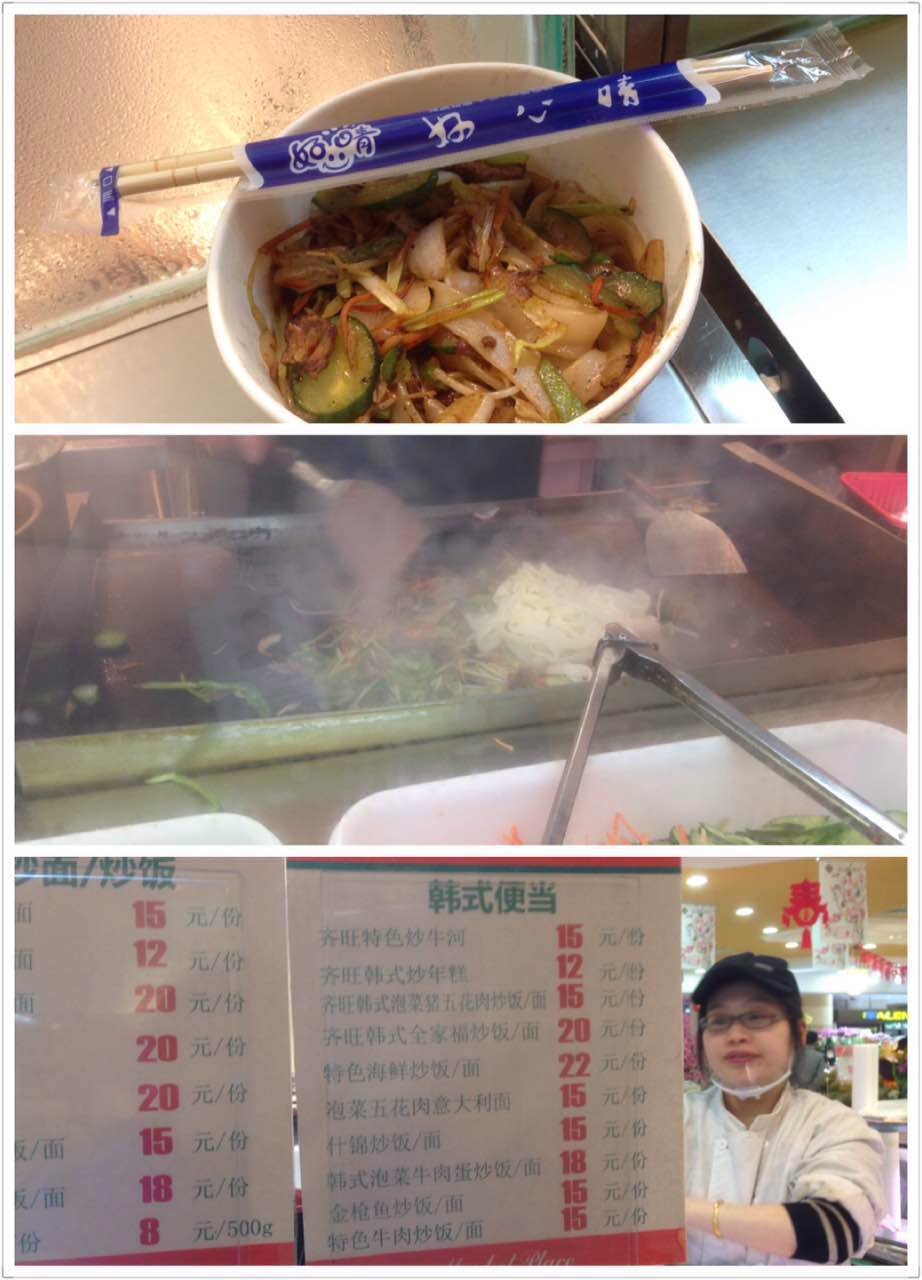 好心晴
好心晴
炒面/炒饭
面 15 元/份
面 12 元/份
面 20 元/份
20 元/份
20 元/份
饭/面 15 元/份
饭/面 18 元/份
份 8 元/500g
韩式便当
齐旺特色炒牛河 15 元/份
齐旺韩式炒年糕 12 元/份
齐旺韩式泡菜猪五花肉炒饭/面 15 元/份
齐旺韩式全家福炒饭/面 20 元/份
特色海鲜炒饭/面 22 元/份
泡菜五花肉意大利面 15 元/份
什锦炒饭/面 15 元/份
韩式泡菜牛肉蛋炒饭/面 18 元/份
金枪鱼炒饭/面 15 元/份
特色牛肉炒饭/面 15 元/份
Market Place
春